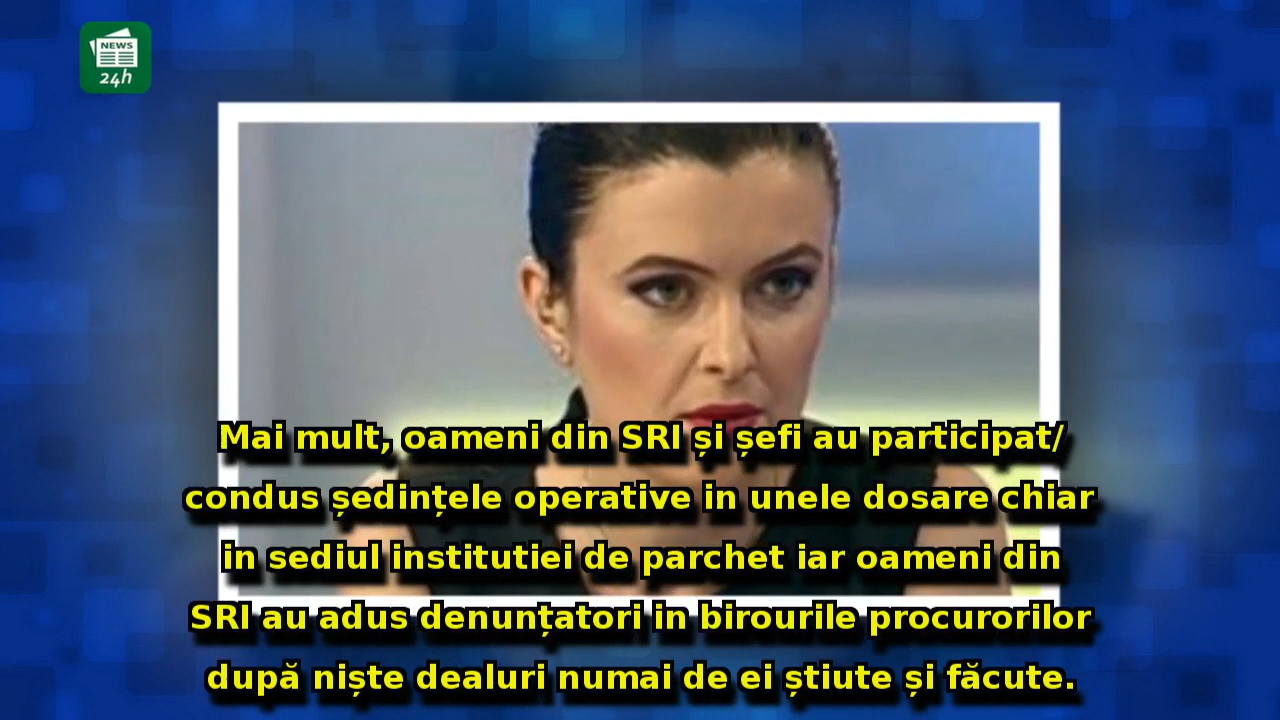 NEWS
24h
Mai mult, oameni din SRI și șefi au participat/
condus ședințele operative in unele dosare chiar
in sediul institutiei de parchet iar oameni din
SRI au adus denunțatori in birourile procurorilor
după niște dealuri numai de ei știute și făcute.